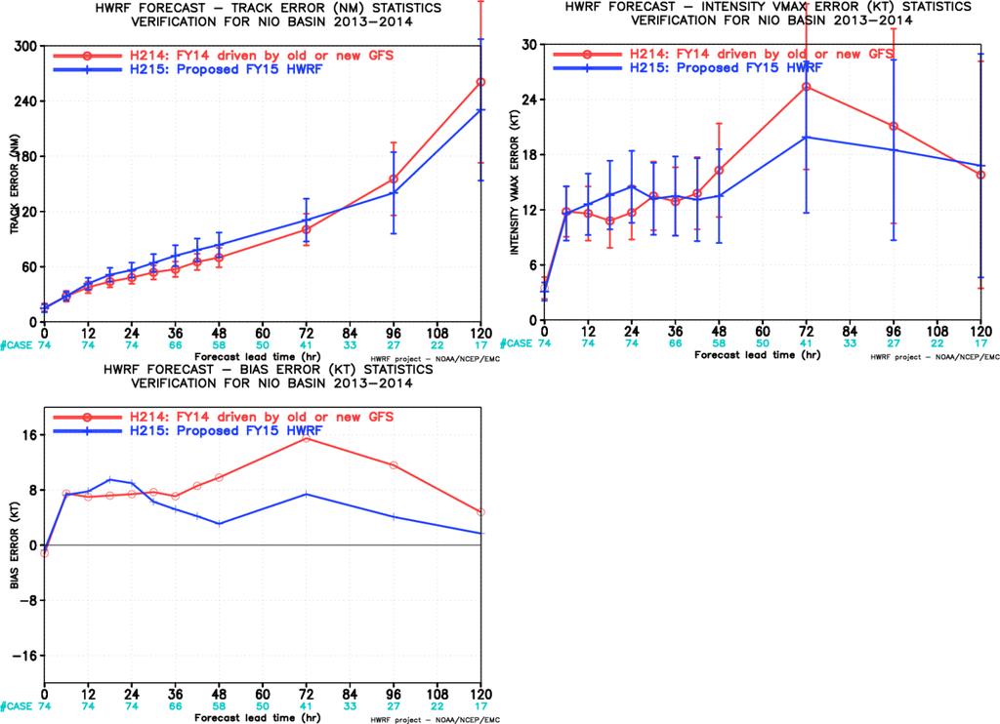 HWRF FORECAST – TRACK ERROR (NM) STATISTICS
VERIFICATION FOR NIO BASIN 2013–2014
H214: FY14 driven by old or new GFS
H215: Proposed FY15 HWRF
TRACK ERROR (NM)
300
240
180
120
60
0
0 12 24 36 48 60 72 84 96 108 120
#CASE 74 74 74 66 58 50 41 33 27 22 17
Forecast lead time (hr)
HWRF project – NOAA/NCEP/EMC
HWRF FORECAST – INTENSITY VMAX ERROR (KT) STATISTICS
VERIFICATION FOR NIO BASIN 2013–2014
H214: FY14 driven by old or new GFS
H215: Proposed FY15 HWRF
INTENSITY VMAX ERROR (KT)
30
24
18
12
6
0
0 12 24 36 48 60 72 84 96 108 120
#CASE 74 74 74 66 58 50 41 33 27 22 17
Forecast lead time (hr)
HWRF project – NOAA/NCEP/EMC
HWRF FORECAST – BIAS ERROR (KT) STATISTICS
VERIFICATION FOR NIO BASIN 2013–2014
H214: FY14 driven by old or new GFS
H215: Proposed FY15 HWRF
BIAS ERROR (KT)
16
8
0
–8
–16
0 12 24 36 48 60 72 84 96 108 120
#CASE 74 74 74 66 58 50 41 33 27 22 17
Forecast lead time (hr)
HWRF project – NOAA/NCEP/EMC